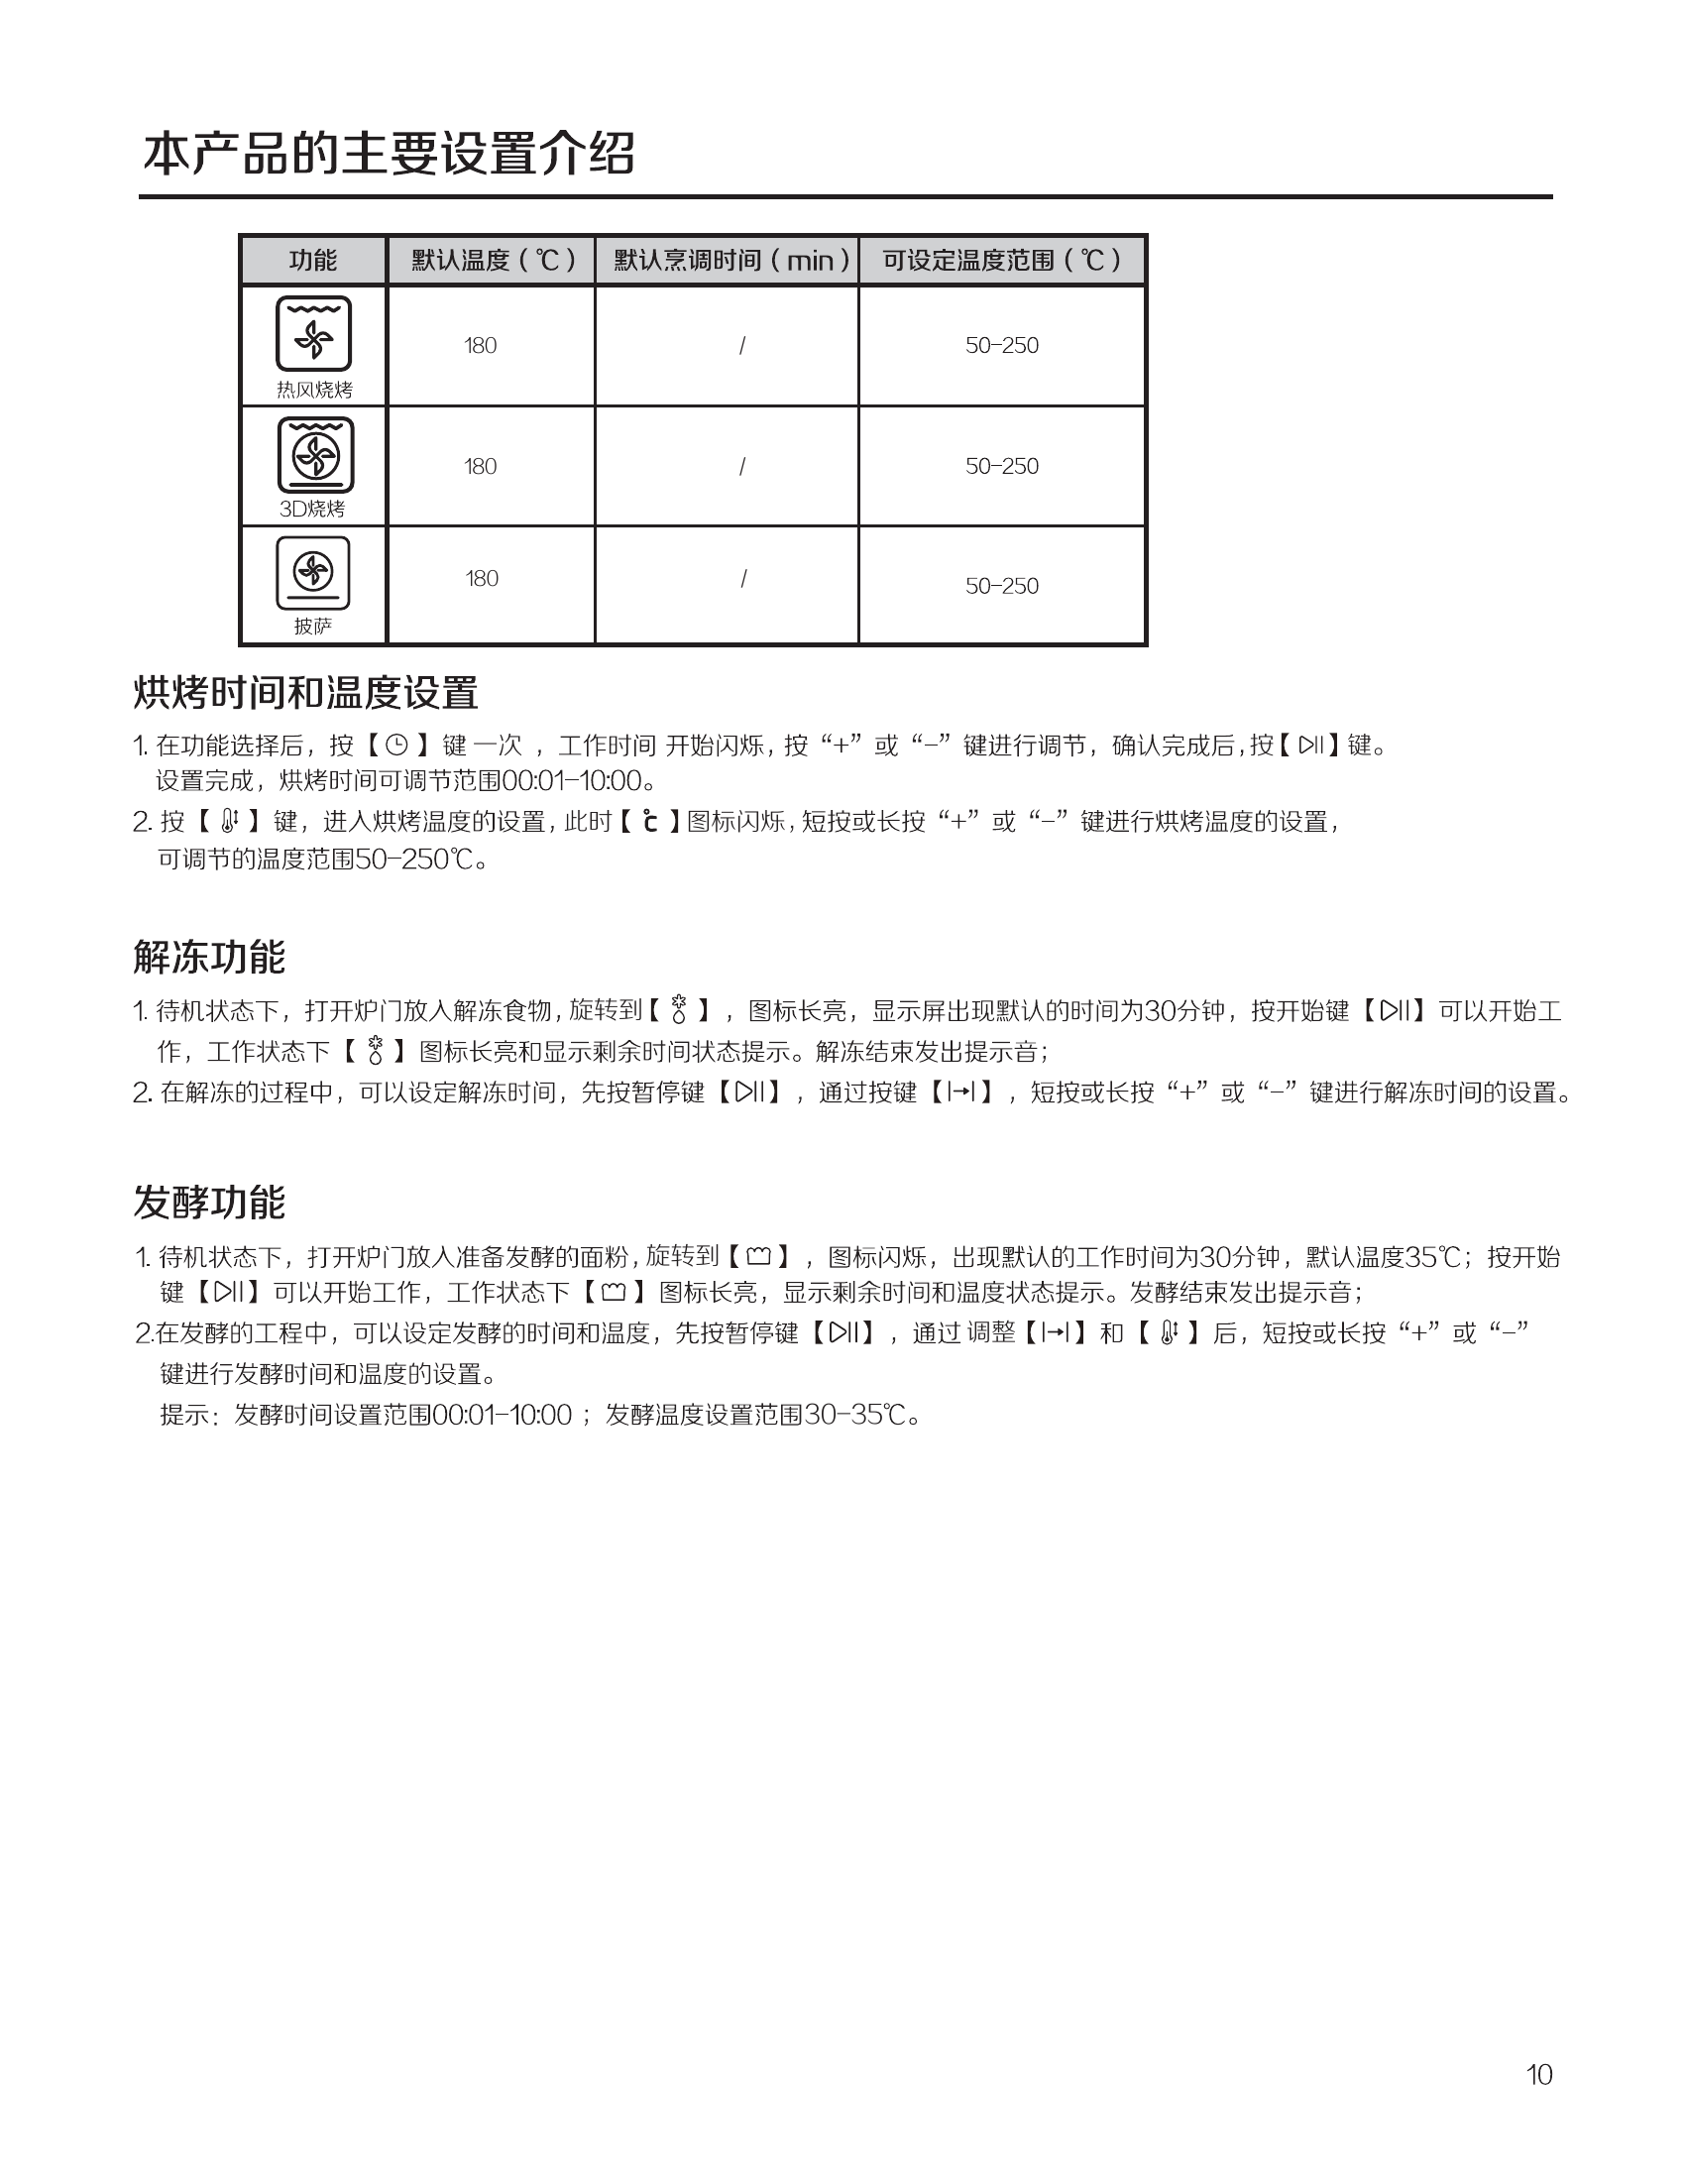 本产品的主要设置介绍
功能 默认温度（℃） 默认烹调时间（min） 可设定温度范围（℃）
180 / 50-250
热风烧烤
180 / 50-250
3D烧烤
180 / 50-250
披萨
烘烤时间和温度设置
1. 在功能选择后，按【 】键 一次 ，工作时间 开始闪烁，按“+”或“-”键进行调节，确认完成后，按【 】键。
设置完成，烘烤时间可调节范围00:01-10:00。
2. 按【 】键，进入烘烤温度的设置，此时【 ℃ 】图标闪烁，短按或长按“+”或“-”键进行烘烤温度的设置，
可调节的温度范围50-250℃。
解冻功能
1. 待机状态下，打开炉门放入解冻食物，旋转到【 】，图标长亮，显示屏出现默认的时间为30分钟，按开始键【 】可以开始工
作，工作状态下【 】图标长亮和显示剩余时间状态提示。解冻结束发出提示音；
2. 在解冻的过程中，可以设定解冻时间，先按暂停键【 】，通过按键【 】，短按或长按“+”或“-”键进行解冻时间的设置。
发酵功能
1. 待机状态下，打开炉门放入准备发酵的面粉，旋转到【 】，图标闪烁，出现默认的工作时间为30分钟，默认温度35℃；按开始
键【 】可以开始工作，工作状态下【 】图标长亮，显示剩余时间和温度状态提示。发酵结束发出提示音；
2.在发酵的工程中，可以设定发酵的时间和温度，先按暂停键【 】，通过 调整【 】和【 】后，短按或长按“+”或“-”
键进行发酵时间和温度的设置。
提示：发酵时间设置范围00:01-10:00 ；发酵温度设置范围30-35℃。
10